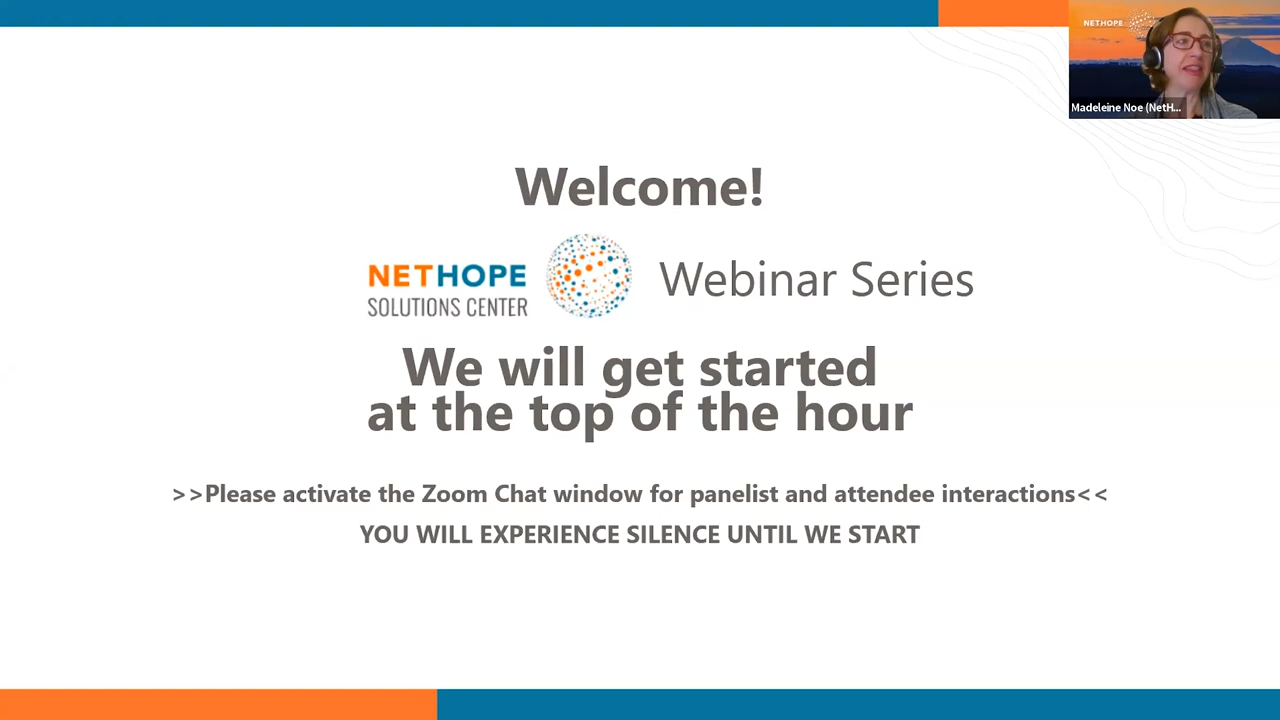 NETHOPE
Madeleine Noe (NetH...
Welcome!
NETHOPE
SOLUTIONS CENTER
Webinar Series
We will get started
at the top of the hour
>>Please activate the Zoom Chat window for panelist and attendee interactions<<
YOU WILL EXPERIENCE SILENCE UNTIL WE START